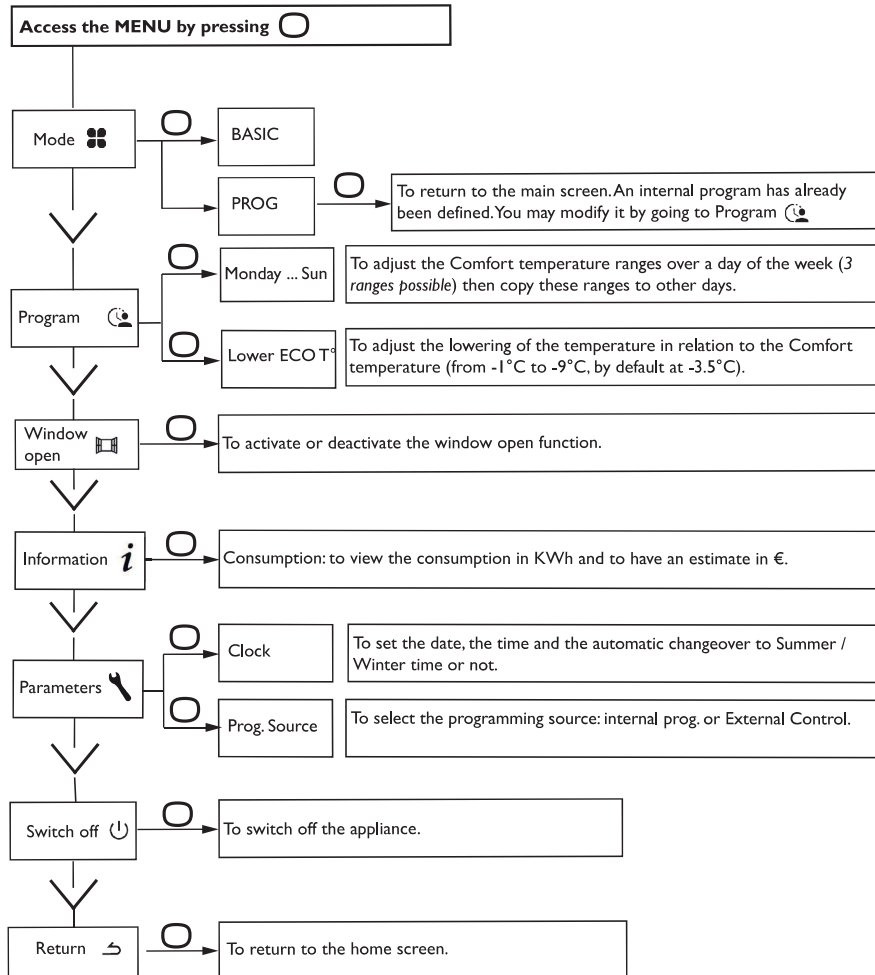 Access the MENU by pressing
Mode
BASIC
PROG
To return to the main screen. An internal program has already
been defined. You may modify it by going to Program
Program
Monday ... Sun
To adjust the Comfort temperature ranges over a day of the week (3
ranges possible) then copy these ranges to other days.
Lower ECO T°
To adjust the lowering of the temperature in relation to the Comfort
temperature (from -1°C to -9°C, by default at -3.5°C).
Window
open
To activate or deactivate the window open function.
Information i
Consumption: to view the consumption in KWh and to have an estimate in €.
Parameters
Clock
To set the date, the time and the automatic changeover to Summer /
Winter time or not.
Prog. Source
To select the programming source: internal prog. or External Control.
Switch off
To switch off the appliance.
Return
To return to the home screen.